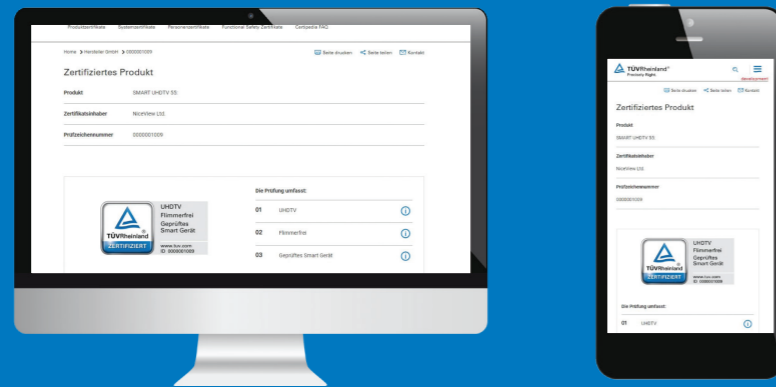 Produktzertifikate Systemzertifikate Personenzertifikate Functional Safety Zertifikate Certipedia FAQ
Home > Hersteller GmbH > 0000001009 Seite drucken Seite teilen Kontakt
Zertifiziertes Produkt
Produkt SMART UHDTV 55
Zertifikatsinhaber NiceView Ltd.
Prüfzeichennummer 0000001009
Die Prüfung umfasst:
01 UHDTV
02 Flimmerfrei
03 Geprüftes Smart Gerät
TÜVRheinland
ZERTIFIZIERT
UHDTV
Flimmerfrei
Geprüftes
Smart Gerät
www.tuv.com
ID 0000001009
TÜVRheinland®
Precisely Right.
Seite drucken Seite teilen Kontakt
Zertifiziertes Produkt
Produkt
SMART UHDTV 55
Zertifikatsinhaber
NiceView Ltd.
Prüfzeichennummer
0000001009
TÜVRheinland
ZERTIFIZIERT
UHDTV
Flimmerfrei
Geprüftes
Smart Gerät
www.tuv.com
ID 0000001009
Die Prüfung umfasst:
01 UHDTV